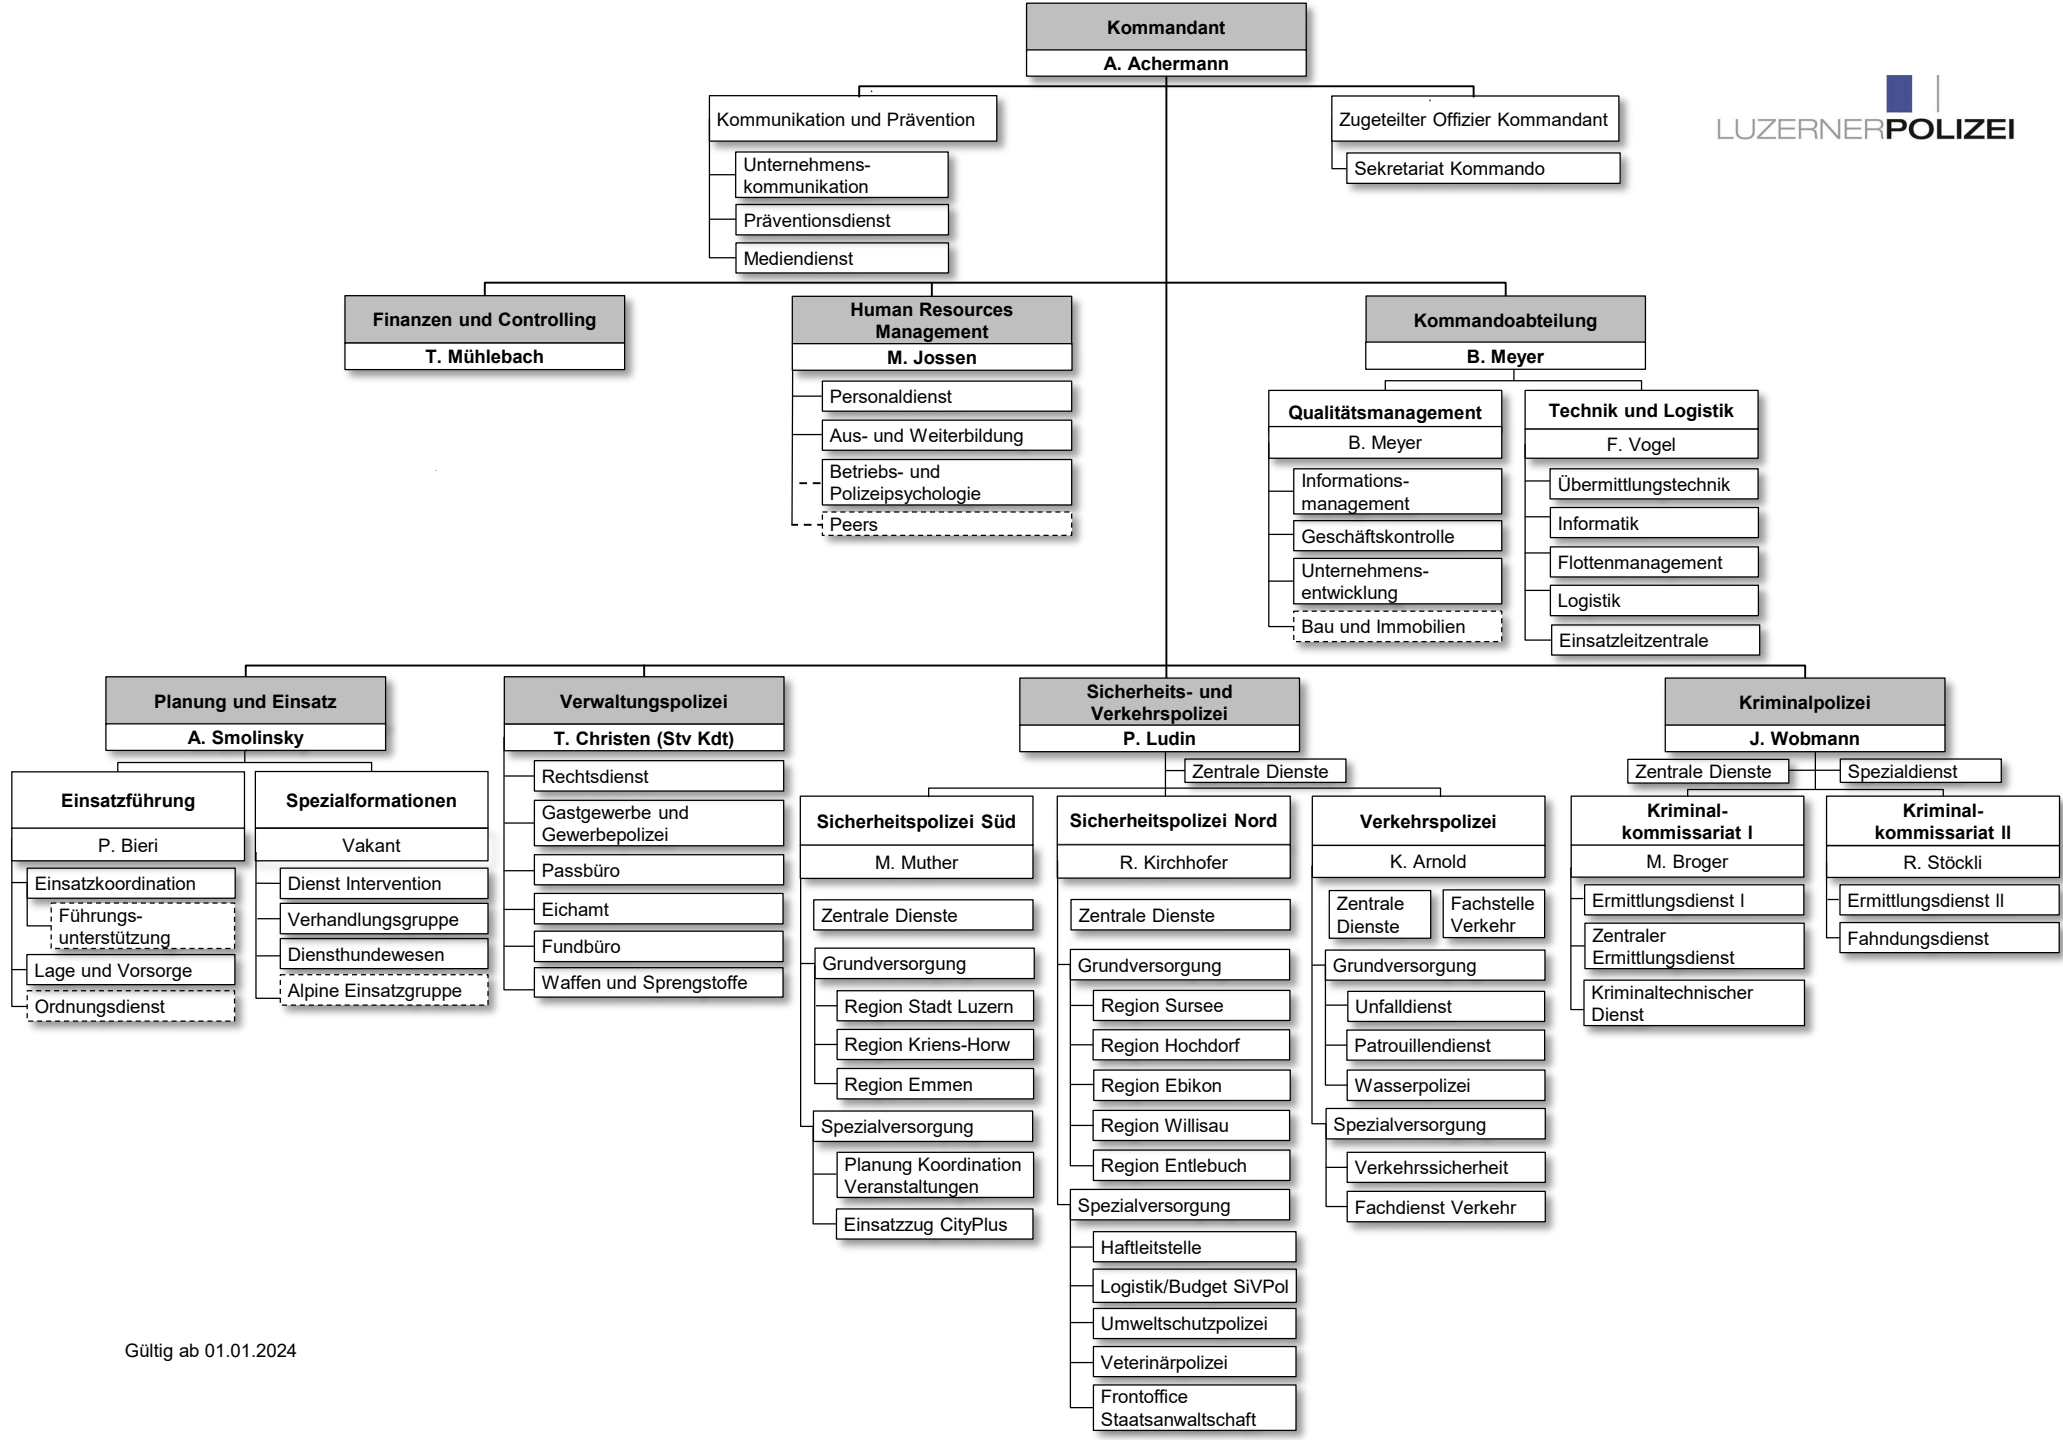 Kommandant
A. Achermann
LUZERNERPOLIZEI
Kommunikation und Prävention
Unternehmens-
kommunikation
Präventionsdienst
Mediendienst
Zugeteilter Offizier Kommandant
Sekretariat Kommando
Finanzen und Controlling
T. Mühlebach
Human Resources
Management
M. Jossen
Personaldienst
Aus- und Weiterbildung
Betriebs- und
Polizeipsychologie
Peers
Kommandoabteilung
B. Meyer
Qualitätsmanagement
B. Meyer
Informations-
management
Geschäftskontrolle
Unternehmens-
entwicklung
Bau und Immobilien
Technik und Logistik
F. Vogel
Übermittlungstechnik
Informatik
Flottenmanagement
Logistik
Einsatzleitzentrale
Planung und Einsatz
A. Smolinsky
Einsatzführung
P. Bieri
Einsatzkoordination
Führungs-
unterstützung
Lage und Vorsorge
Ordnungsdienst
Spezialformationen
Vakant
Dienst Intervention
Verhandlungsgruppe
Diensthundewesen
Alpine Einsatzgruppe
Verwaltungspolizei
T. Christen (Stv Kdt)
Rechtsdienst
Gastgewerbe und
Gewerbepolizei
Passbüro
Eichamt
Fundbüro
Waffen und Sprengstoffe
Sicherheits- und
Verkehrspolizei
P. Ludin
Zentrale Dienste
Sicherheitspolizei Süd
M. Muther
Zentrale Dienste
Grundversorgung
Region Stadt Luzern
Region Kriens-Horw
Region Emmen
Spezialversorgung
Planung Koordination
Veranstaltungen
Einsatzzug CityPlus
Sicherheitspolizei Nord
R. Kirchhofer
Zentrale Dienste
Grundversorgung
Region Sursee
Region Hochdorf
Region Ebikon
Region Willisau
Region Entlebuch
Spezialversorgung
Haftleitstelle
Logistik/Budget SiVPol
Umweltschutzpolizei
Veterinärpolizei
Frontoffice
Staatsanwaltschaft
Verkehrspolizei
K. Arnold
Zentrale
Dienste
Fachstelle
Verkehr
Grundversorgung
Unfalldienst
Patrouillendienst
Wasserpolizei
Spezialversorgung
Verkehrssicherheit
Fachdienst Verkehr
Kriminalpolizei
J. Wobmann
Zentrale Dienste
Spezialdienst
Kriminal-
kommissariat I
M. Broger
Ermittlungsdienst I
Zentraler
Ermittlungsdienst
Kriminaltechnischer
Dienst
Kriminal-
kommissariat II
R. Stöckli
Ermittlungsdienst II
Fahndungsdienst
Gültig ab 01.01.2024